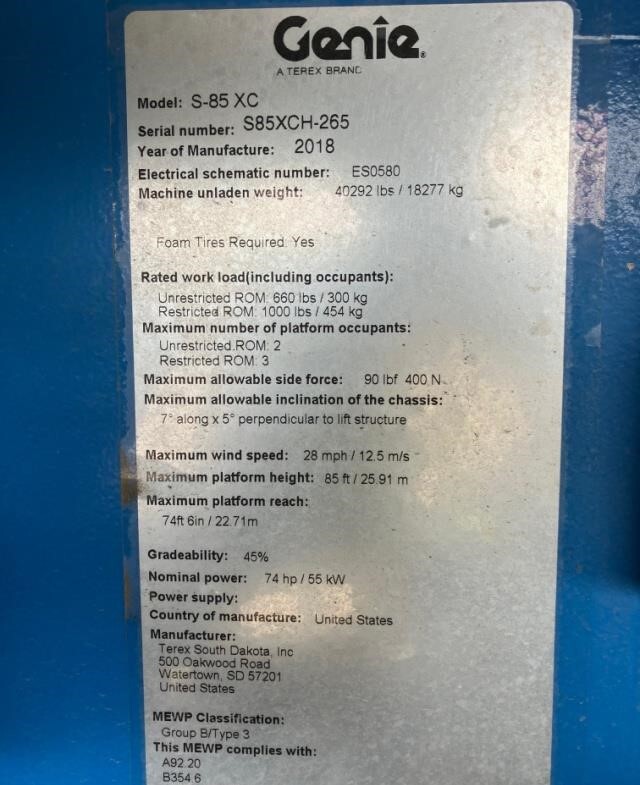 Genie
A TEREX BRAND
Model: S-85 XC
Serial number: S85XCH-265
Year of Manufacture: 2018
Electrical schematic number: ES0580
Machine unladen weight: 40292 lbs / 18277 kg
Foam Tires Required: Yes
Rated work load(including occupants):
Unrestricted ROM: 660 lbs / 300 kg
Restricted ROM: 1000 lbs / 454 kg
Maximum number of platform occupants:
Unrestricted ROM: 2
Restricted ROM: 3
Maximum allowable side force: 90 lbf 400 N
Maximum allowable inclination of the chassis:
7° along x 5° perpendicular to lift structure
Maximum wind speed: 28 mph / 12.5 m/s
Maximum platform height: 85 ft / 25.91 m
Maximum platform reach:
74ft 6in / 22.71m
Gradeability: 45%
Nominal power: 74 hp / 55 kW
Power supply:
Country of manufacture: United States
Manufacturer:
Terex South Dakota, Inc
500 Oakwood Road
Watertown, SD 57201
United States
MEWP Classification:
Group B/Type 3
This MEWP complies with:
A92.20
B354.6